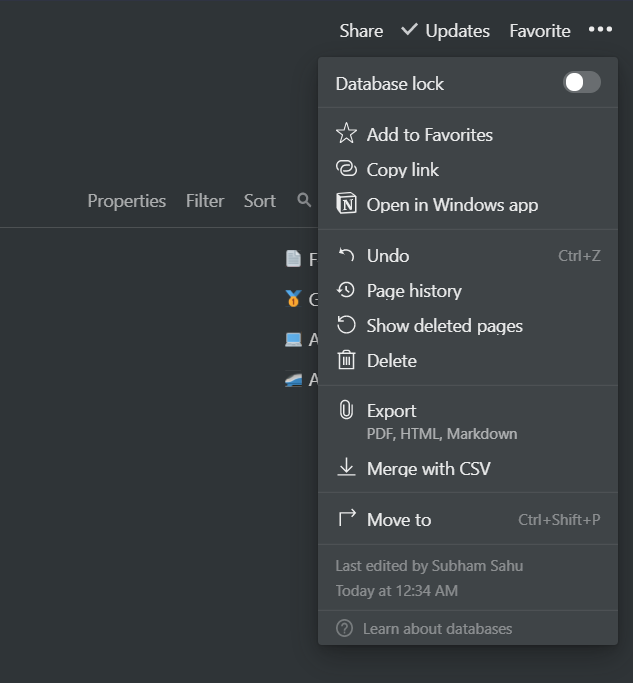 Share Updates Favorite •••
Database lock
Add to Favorites
Copy link
Properties Filter Sort
Open in Windows app
Undo Ctrl+Z
F
Page history
G
Show deleted pages
A
Delete
A
Export
PDF, HTML, Markdown
Merge with CSV
Move to Ctrl+Shift+P
Last edited by Subham Sahu
Today at 12:34 AM
Learn about databases